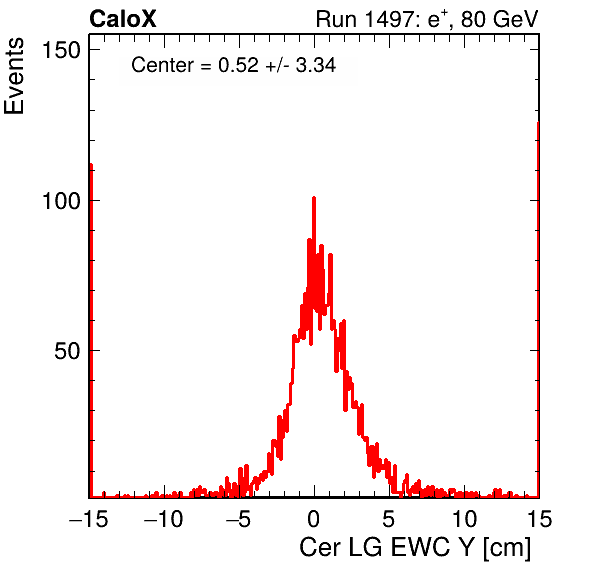 CaloX
Run 1497: e⁺, 80 GeV
Events
Center = 0.52 +/- 3.34
150
100
50
−15 −10 −5 0 5 10 15
Cer LG EWC Y [cm]